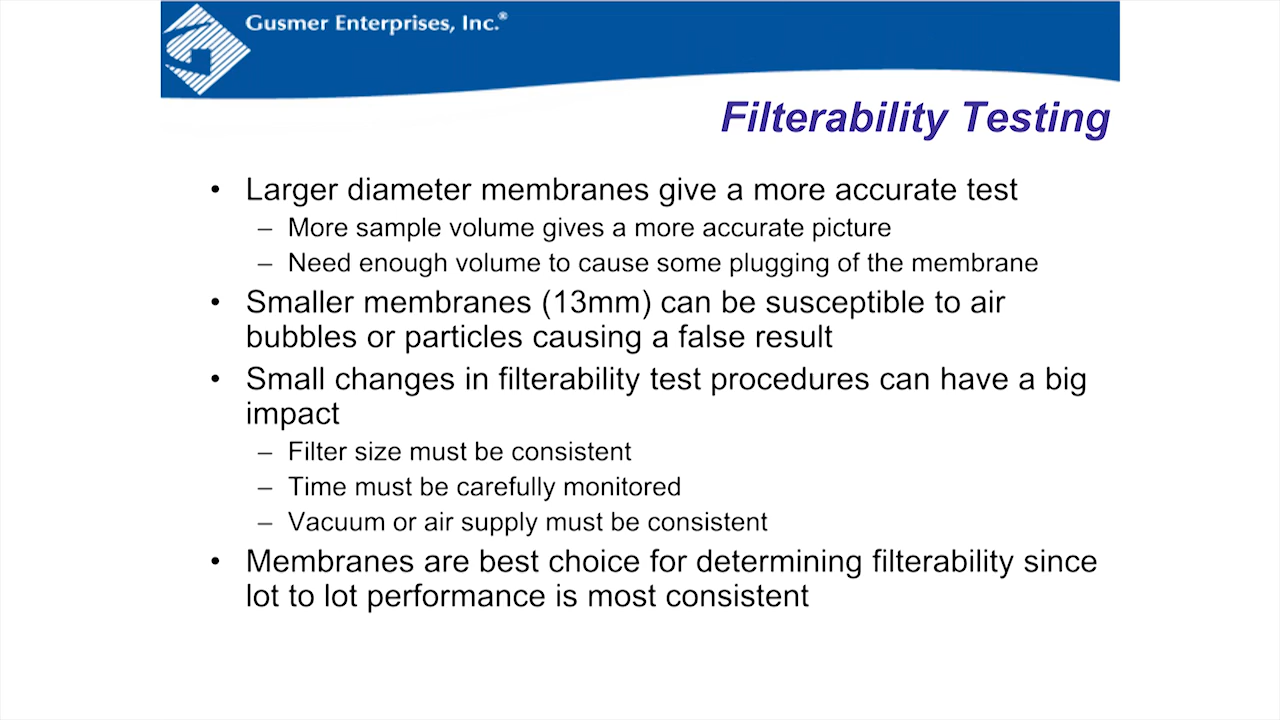 Gusmer Enterprises, Inc.®
Filterability Testing
• Larger diameter membranes give a more accurate test
– More sample volume gives a more accurate picture
– Need enough volume to cause some plugging of the membrane
• Smaller membranes (13mm) can be susceptible to air
bubbles or particles causing a false result
• Small changes in filterability test procedures can have a big
impact
– Filter size must be consistent
– Time must be carefully monitored
– Vacuum or air supply must be consistent
• Membranes are best choice for determining filterability since
lot to lot performance is most consistent